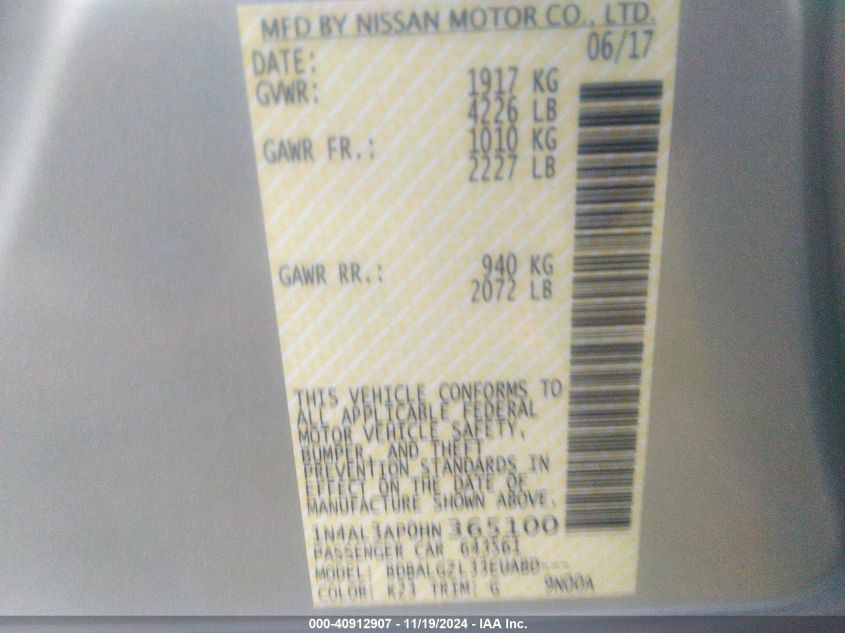 MFD BY NISSAN MOTOR CO., LTD.
DATE: 06/17
GVWR: 1917 KG
4226 LB
GAWR FR.: 1010 KG
2227 LB
GAWR RR.: 940 KG
2072 LB
THIS VEHICLE CONFORMS TO
ALL APPLICABLE FEDERAL
MOTOR VEHICLE SAFETY,
BUMPER, AND THEFT
PREVENTION STANDARDS IN
EFFECT ON THE DATE OF
MANUFACTURE SHOWN ABOVE.
1N4AL3AP0HN 365100
PASSENGER CAR
MODEL:
COLOR: K23 TRIM: G 9N00A
000-40912907 - 11/19/2024 - IAA Inc.